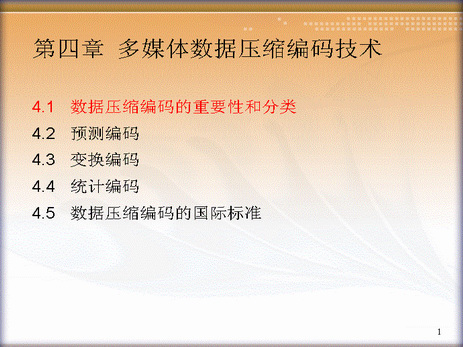 第四章 多媒体数据压缩编码技术
4.1 数据压缩编码的重要性和分类
4.2 预测编码
4.3 变换编码
4.4 统计编码
4.5 数据压缩编码的国际标准
1